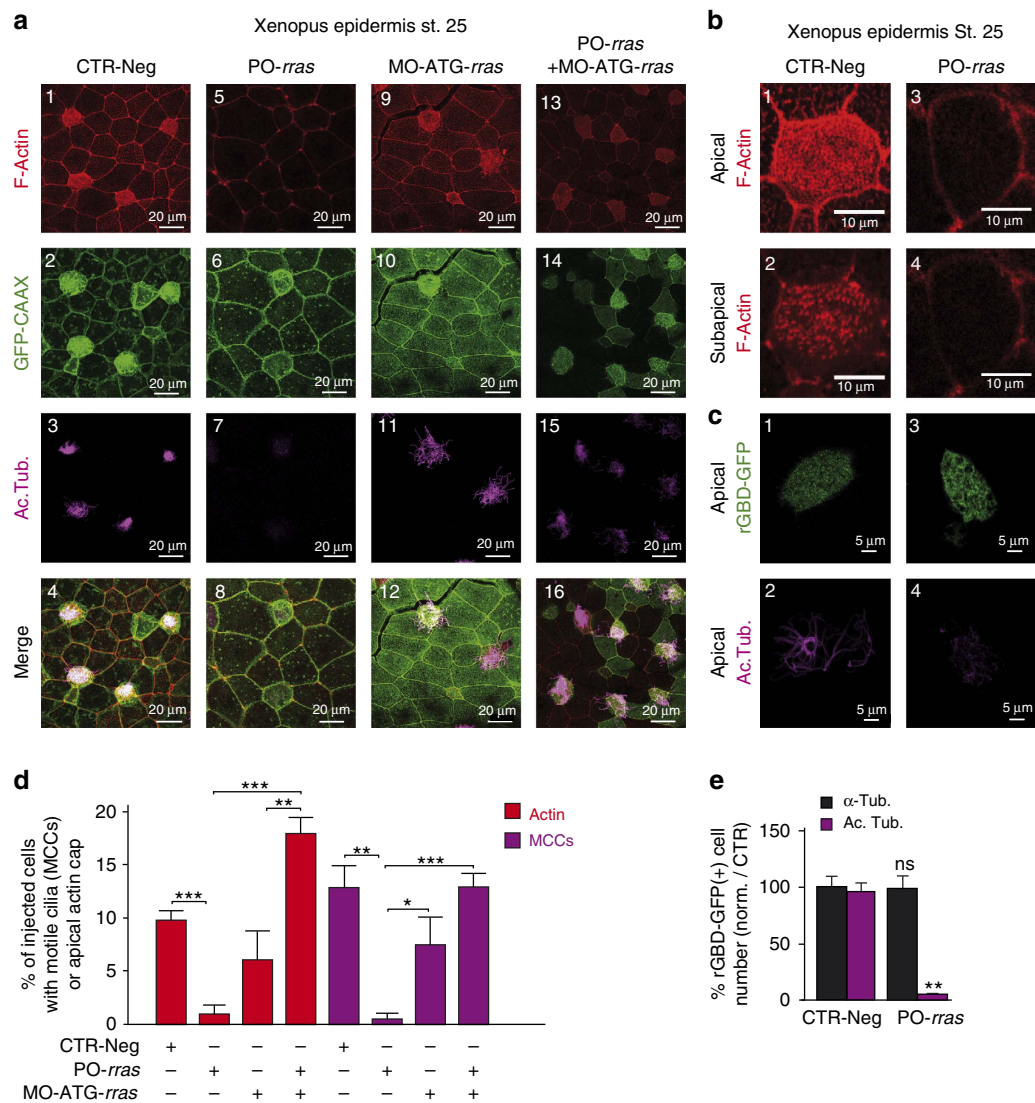 a
Xenopus epidermis st. 25
CTR-Neg
PO-rras
MO-ATG-rras
PO-rras
+MO-ATG-rras
F-Actin
1
20 µm
5
20 µm
9
20 µm
13
20 µm
GFP-CAAX
2
20 µm
6
20 µm
10
20 µm
14
20 µm
Ac.Tub.
3
20 µm
7
20 µm
11
20 µm
15
20 µm
Merge
4
20 µm
8
20 µm
12
20 µm
16
20 µm
b
Xenopus epidermis St. 25
CTR-Neg
PO-rras
Apical
F-Actin
1
10 µm
3
10 µm
Subapical
F-Actin
2
10 µm
4
10 µm
c
Apical
rGBD-GFP
1
5 µm
3
5 µm
Apical
Ac.Tub.
2
5 µm
4
5 µm
d
% of injected cells
with motile cilia (MCCs)
or apical actin cap
20
15
10
5
0
***
***
**
**
*
***
Actin
MCCs
CTR-Neg + – – – + – – –
PO-rras – + – + – + – +
MO-ATG-rras – – + + – – + +
e
α-Tub.
Ac. Tub.
% rGBD-GFP(+) cell
number (norm. / CTR)
150
100
50
0
ns
**
CTR-Neg
PO-rras